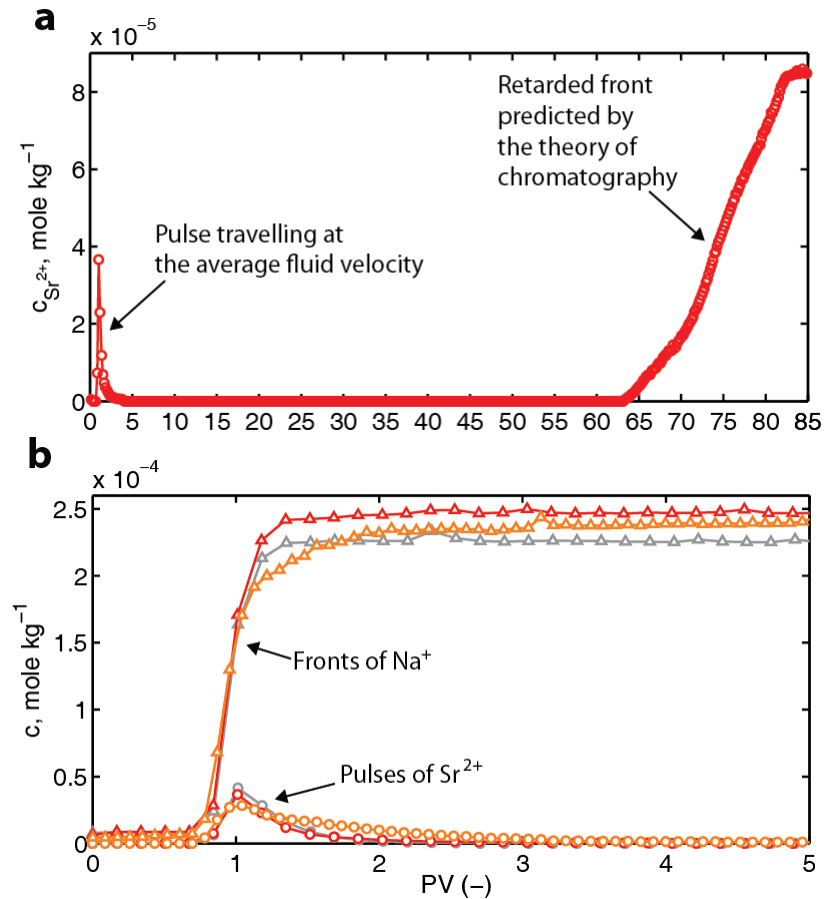 a
x 10⁻⁵
8
6
4
2
0
c Sr²⁺, mole kg⁻¹
Pulse travelling at
the average fluid velocity
Retarded front
predicted by
the theory of
chromatography
0 5 10 15 20 25 30 35 40 45 50 55 60 65 70 75 80 85
b
x 10⁻⁴
2.5
2
1.5
1
0.5
0
c, mole kg⁻¹
Fronts of Na⁺
Pulses of Sr²⁺
0 1 2 3 4 5
PV (−)